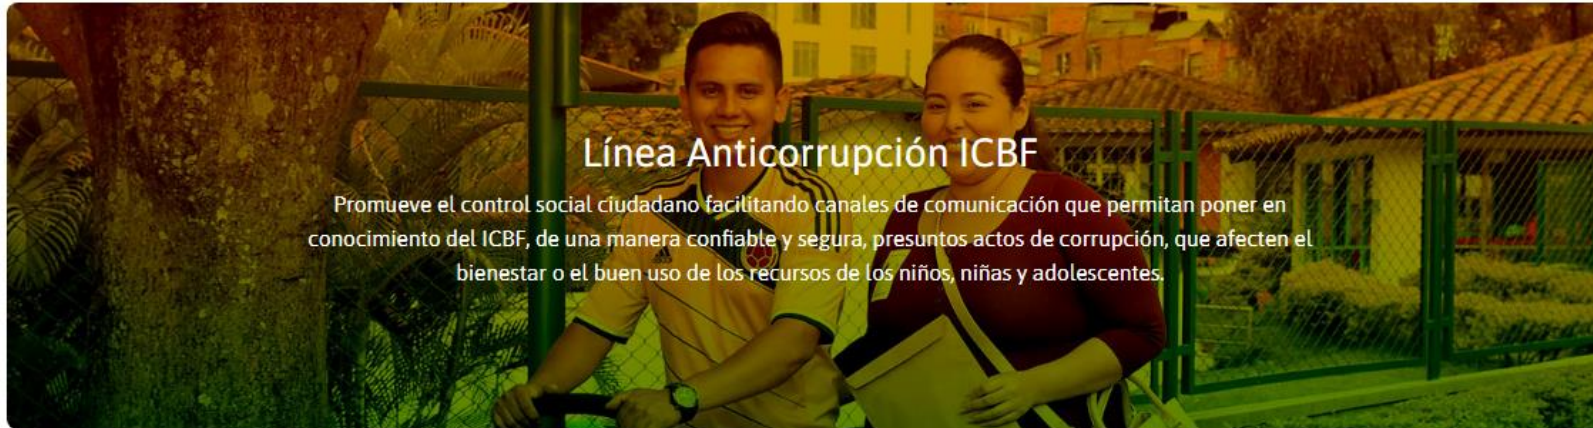 Línea Anticorrupción ICBF
Promueve el control social ciudadano facilitando canales de comunicación que permitan poner en
conocimiento del ICBF, de una manera confiable y segura, presuntos actos de corrupción, que afecten el
bienestar o el buen uso de los recursos de los niños, niñas y adolescentes.